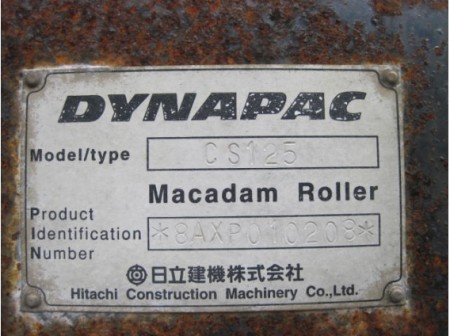 DYNAPAC
Model/type CS125
Macadam Roller
Product
Identification *8AXP010203*
Number
日立建機株式会社
Hitachi Construction Machinery Co.,Ltd.